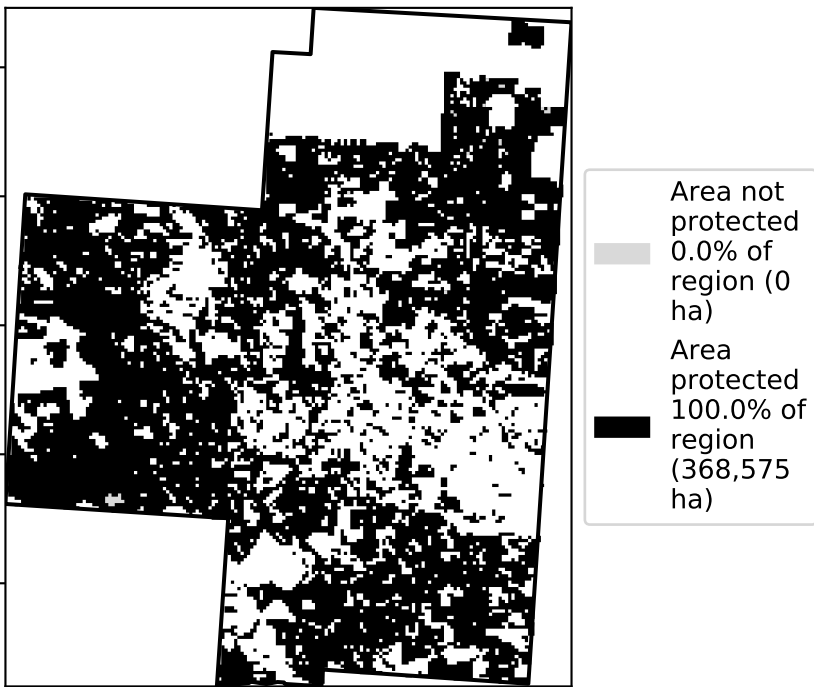 Area not
protected
0.0% of
region (0
ha)
Area
protected
100.0% of
region
(368,575
ha)